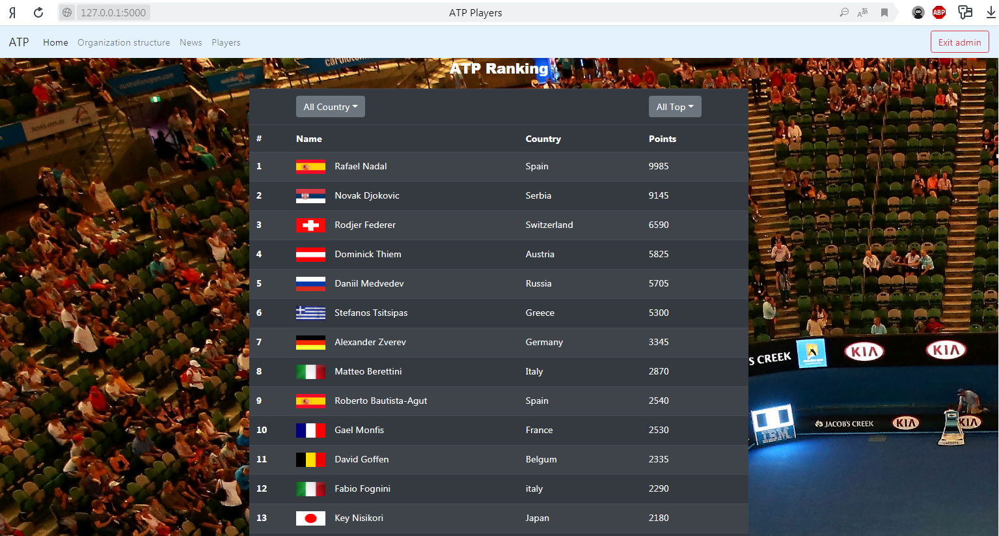 Я 127.0.0.1:5000 ATP Players ABP
ATP Home Organization structure News Players Exit admin
ATP Ranking
All Country All Top
# Name Country Points
1 Rafael Nadal Spain 9985
2 Novak Djokovic Serbia 9145
3 Rodjer Federer Switzerland 6590
4 Dominick Thiem Austria 5825
5 Daniil Medvedev Russia 5705
6 Stefanos Tsitsipas Greece 5300
7 Alexander Zverev Germany 3345
8 Matteo Berettini Italy 2870
9 Roberto Bautista-Agut Spain 2540
10 Gael Monfis France 2530
11 David Goffen Belgum 2335
12 Fabio Fognini italy 2290
13 Key Nisikori Japan 2180
tennis.com.au
S CREEK KIA KIA
IBM JACOB'S CREEK KIA KIA
LACOSTE